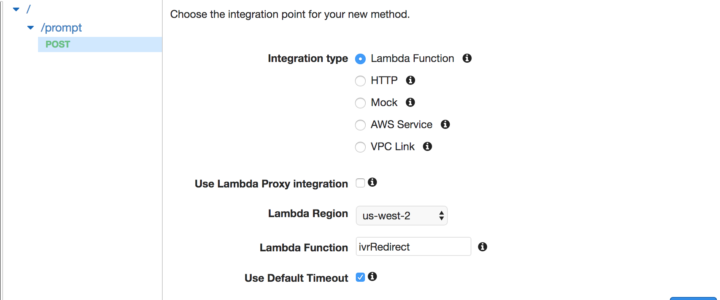 /
/prompt
POST
Choose the integration point for your new method.
Integration type Lambda Function
HTTP
Mock
AWS Service
VPC Link
Use Lambda Proxy integration
Lambda Region us-west-2
Lambda Function ivrRedirect
Use Default Timeout